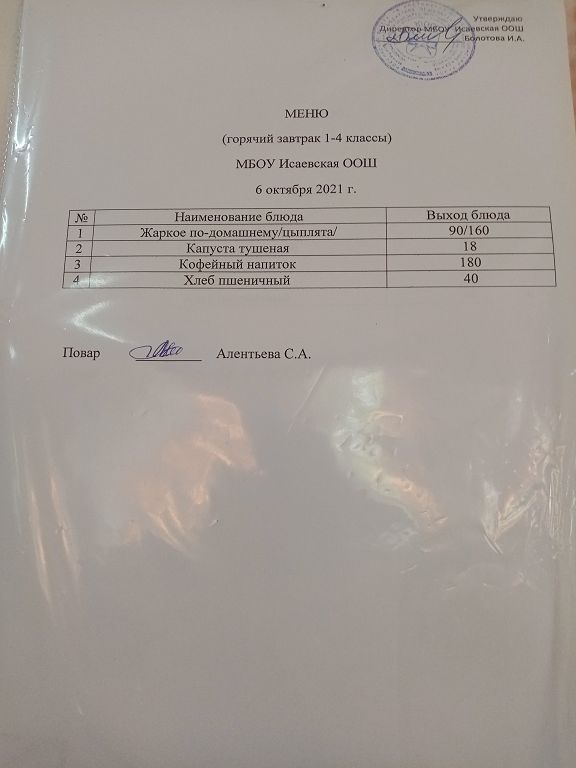 Утверждаю
Директор МБОУ Исаевская ООШ
Болотова И.А.
МЕНЮ
(горячий завтрак 1-4 классы)
МБОУ Исаевская ООШ
6 октября 2021 г.
№ Наименование блюда Выход блюда
1 Жаркое по-домашнему/цыплята/ 90/160
2 Капуста тушеная 18
3 Кофейный напиток 180
4 Хлеб пшеничный 40
Повар Алентьева С.А.